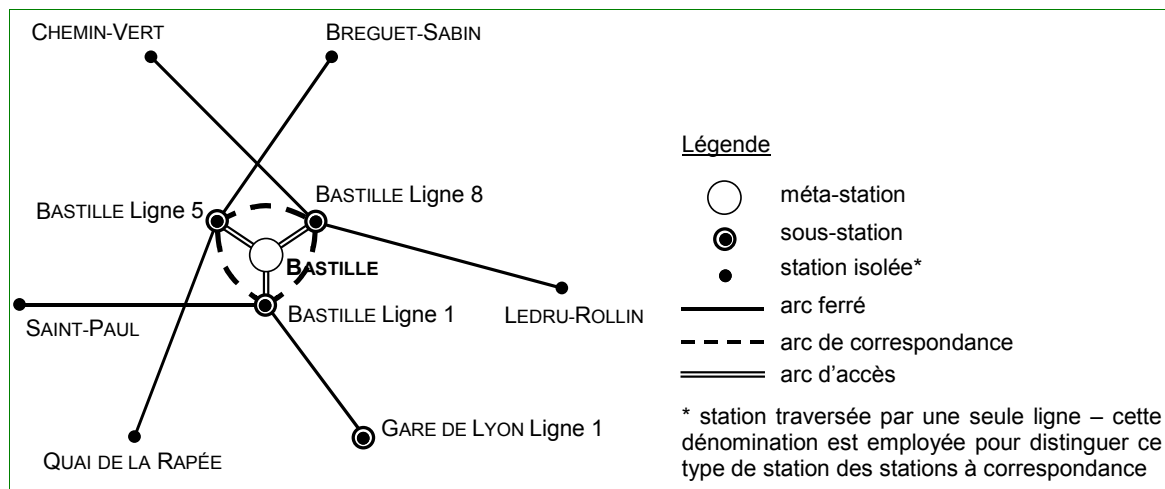 CHEMIN-VERT
BREGUET-SABIN
BASTILLE Ligne 5
BASTILLE Ligne 8
BASTILLE
BASTILLE Ligne 1
SAINT-PAUL
LEDRU-ROLLIN
GARE DE LYON Ligne 1
QUAI DE LA RAPÉE
Légende
méta-station
sous-station
station isolée*
arc ferré
arc de correspondance
arc d'accès
* station traversée par une seule ligne – cette
dénomination est employée pour distinguer ce
type de station des stations à correspondance